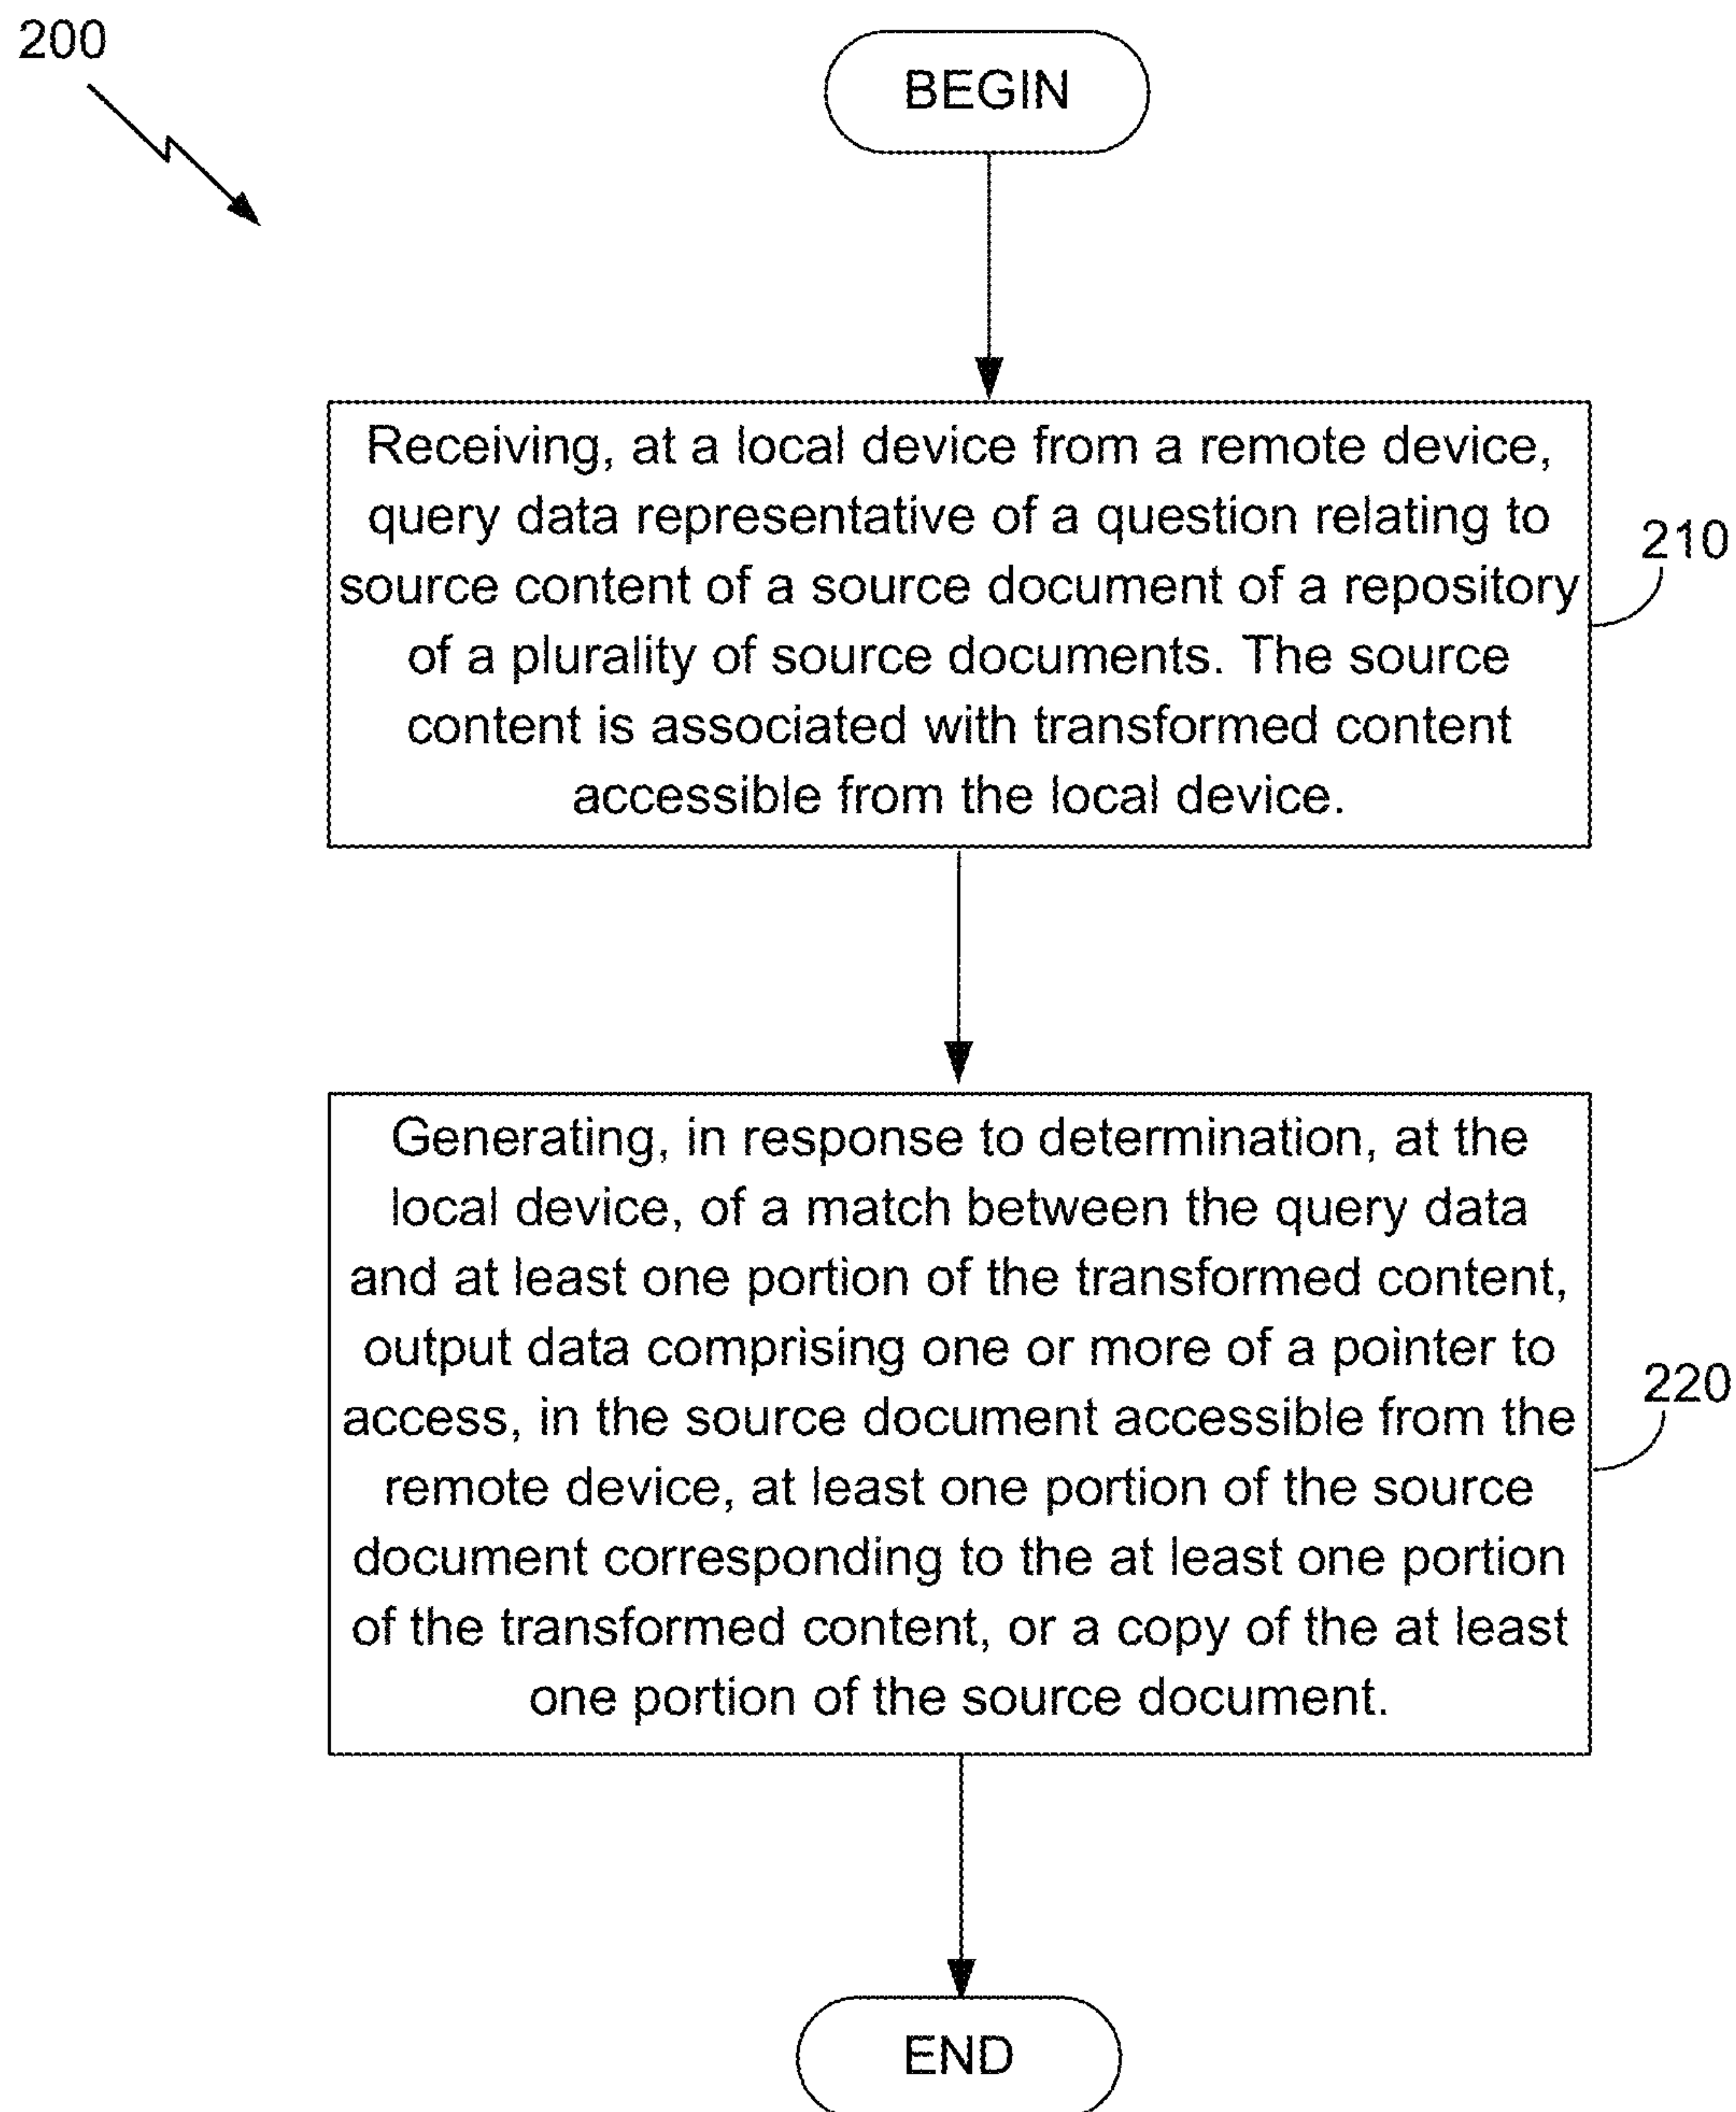 200
BEGIN
Receiving, at a local device from a remote device,
query data representative of a question relating to
source content of a source document of a repository
of a plurality of source documents. The source
content is associated with transformed content
accessible from the local device.
210
Generating, in response to determination, at the
local device, of a match between the query data
and at least one portion of the transformed content,
output data comprising one or more of a pointer to
access, in the source document accessible from the
remote device, at least one portion of the source
document corresponding to the at least one portion
of the transformed content, or a copy of the at least
one portion of the source document.
220
END